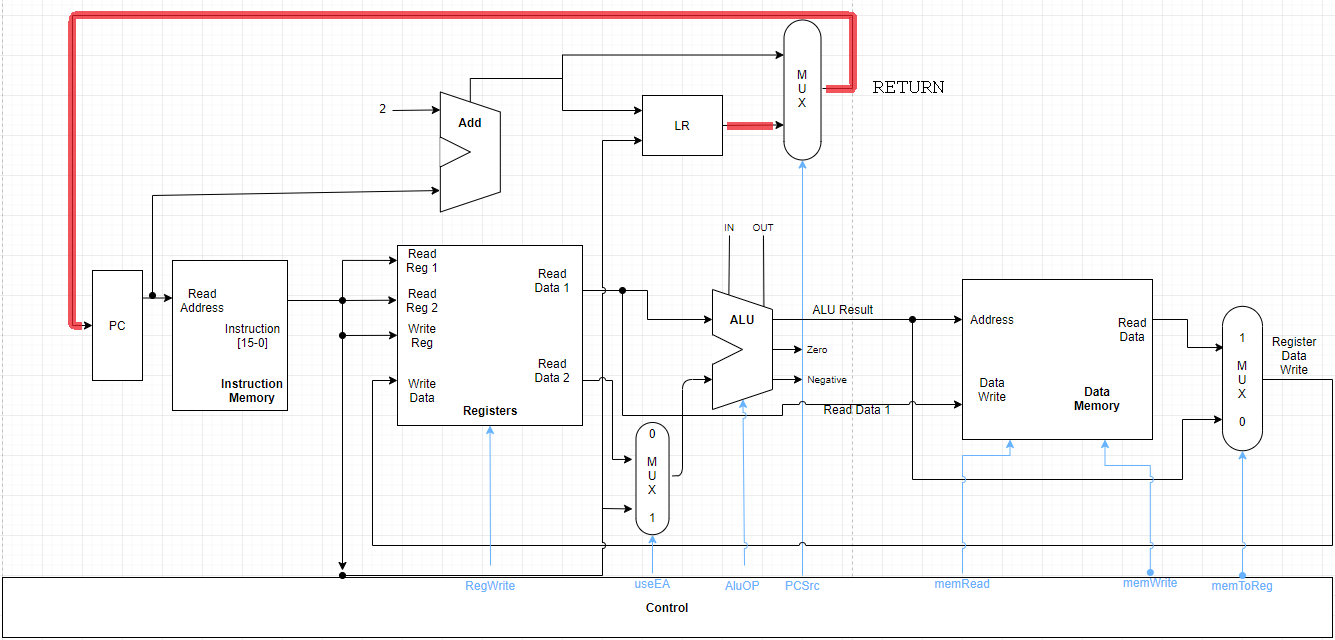 RETURN
M
U
X
2
Add
LR
IN
OUT
PC
Read
Address
Instruction
[15-0]
Instruction
Memory
Read
Reg 1
Read
Reg 2
Write
Reg
Write
Data
Read
Data 1
Read
Data 2
Registers
ALU
ALU Result
Zero
Negative
Read Data 1
0
M
U
X
1
Address
Read
Data
Data
Write
Data
Memory
1
M
U
X
0
Register
Data
Write
RegWrite
useEA
AluOP
PCSrc
memRead
memWrite
memToReg
Control